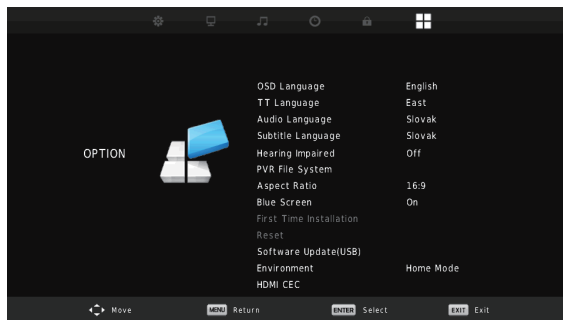 OSD Language English
TT Language East
Audio Language Slovak
Subtitle Language Slovak
OPTION
Hearing Impaired Off
PVR File System
Aspect Ratio 16:9
Blue Screen On
First Time Installation
Reset
Software Update(USB)
Environment Home Mode
HDMI CEC
Move MENU Return ENTER Select EXIT Exit